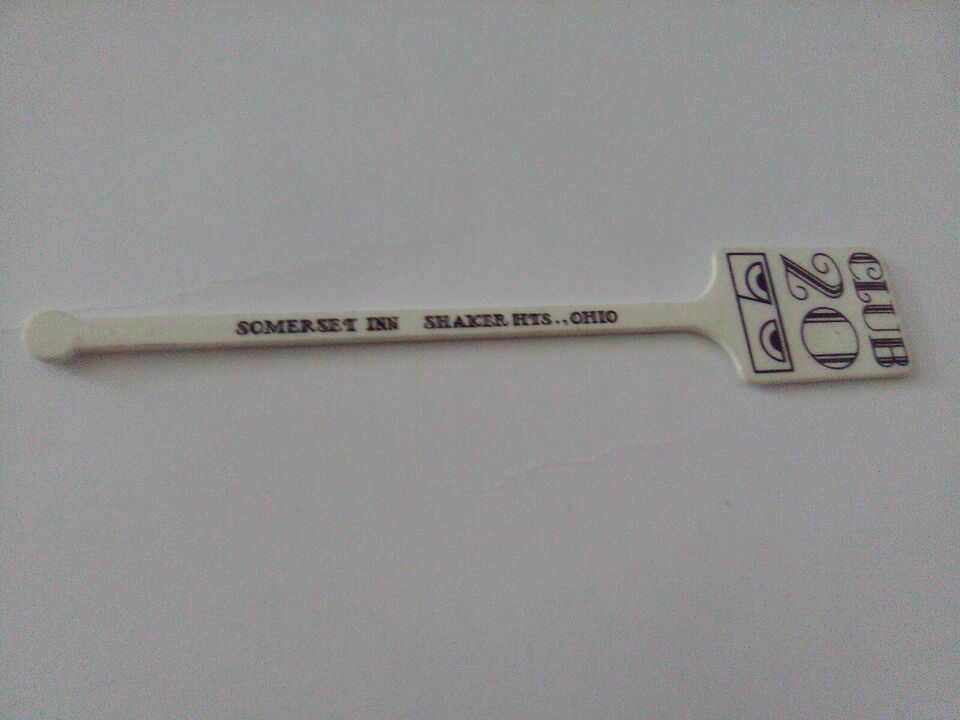 CLUB
20
SOMERSET INN SHAKER HTS., OHIO